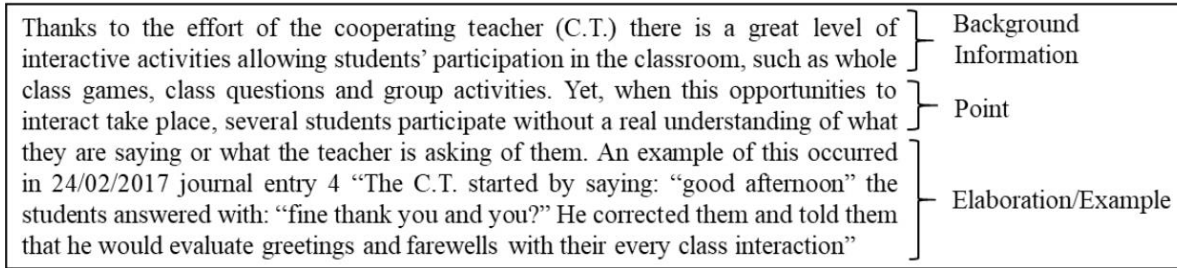 Thanks to the effort of the cooperating teacher (C.T.) there is a great level of
interactive activities allowing students’ participation in the classroom, such as whole
class games, class questions and group activities. Yet, when this opportunities to
interact take place, several students participate without a real understanding of what
they are saying or what the teacher is asking of them. An example of this occurred
in 24/02/2017 journal entry 4 “The C.T. started by saying: “good afternoon” the
students answered with: “fine thank you and you?” He corrected them and told them
that he would evaluate greetings and farewells with their every class interaction”
Background
Information
Point
Elaboration/Example